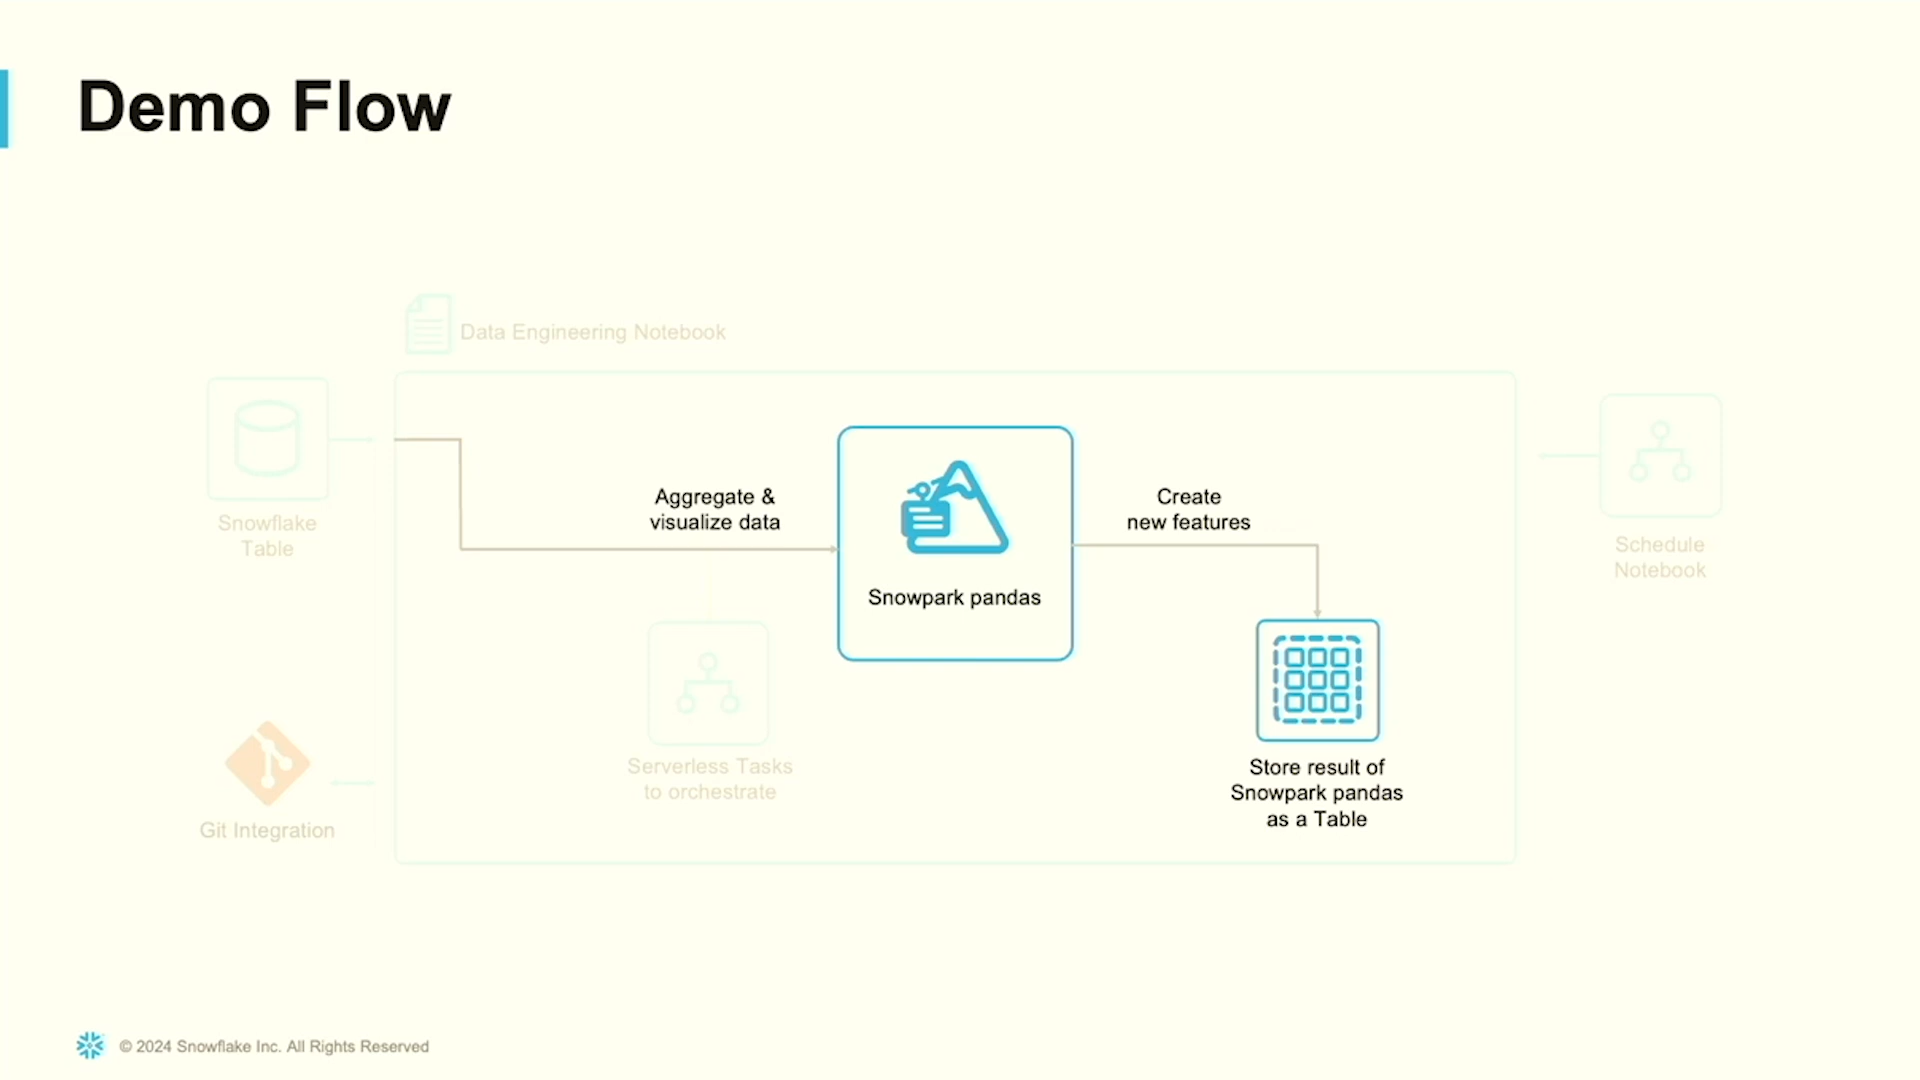 Demo Flow
Data Engineering Notebook
Snowflake
Table
Aggregate &
visualize data
Snowpark pandas
Create
new features
Schedule
Notebook
Serverless Tasks
to orchestrate
Store result of
Snowpark pandas
as a Table
Git Integration
© 2024 Snowflake Inc. All Rights Reserved